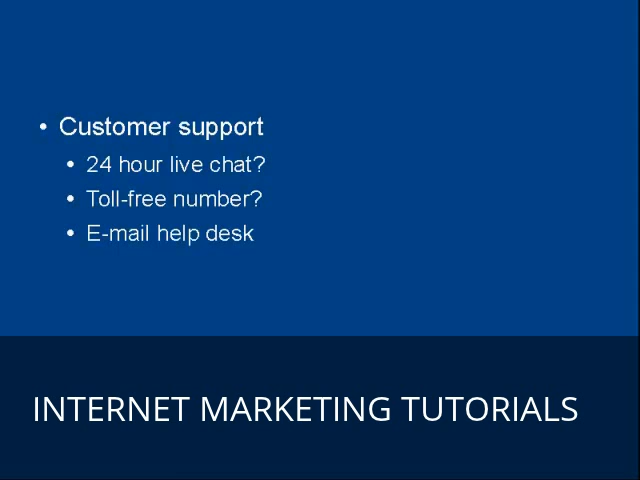 • Customer support
• 24 hour live chat?
• Toll-free number?
• E-mail help desk
INTERNET MARKETING TUTORIALS